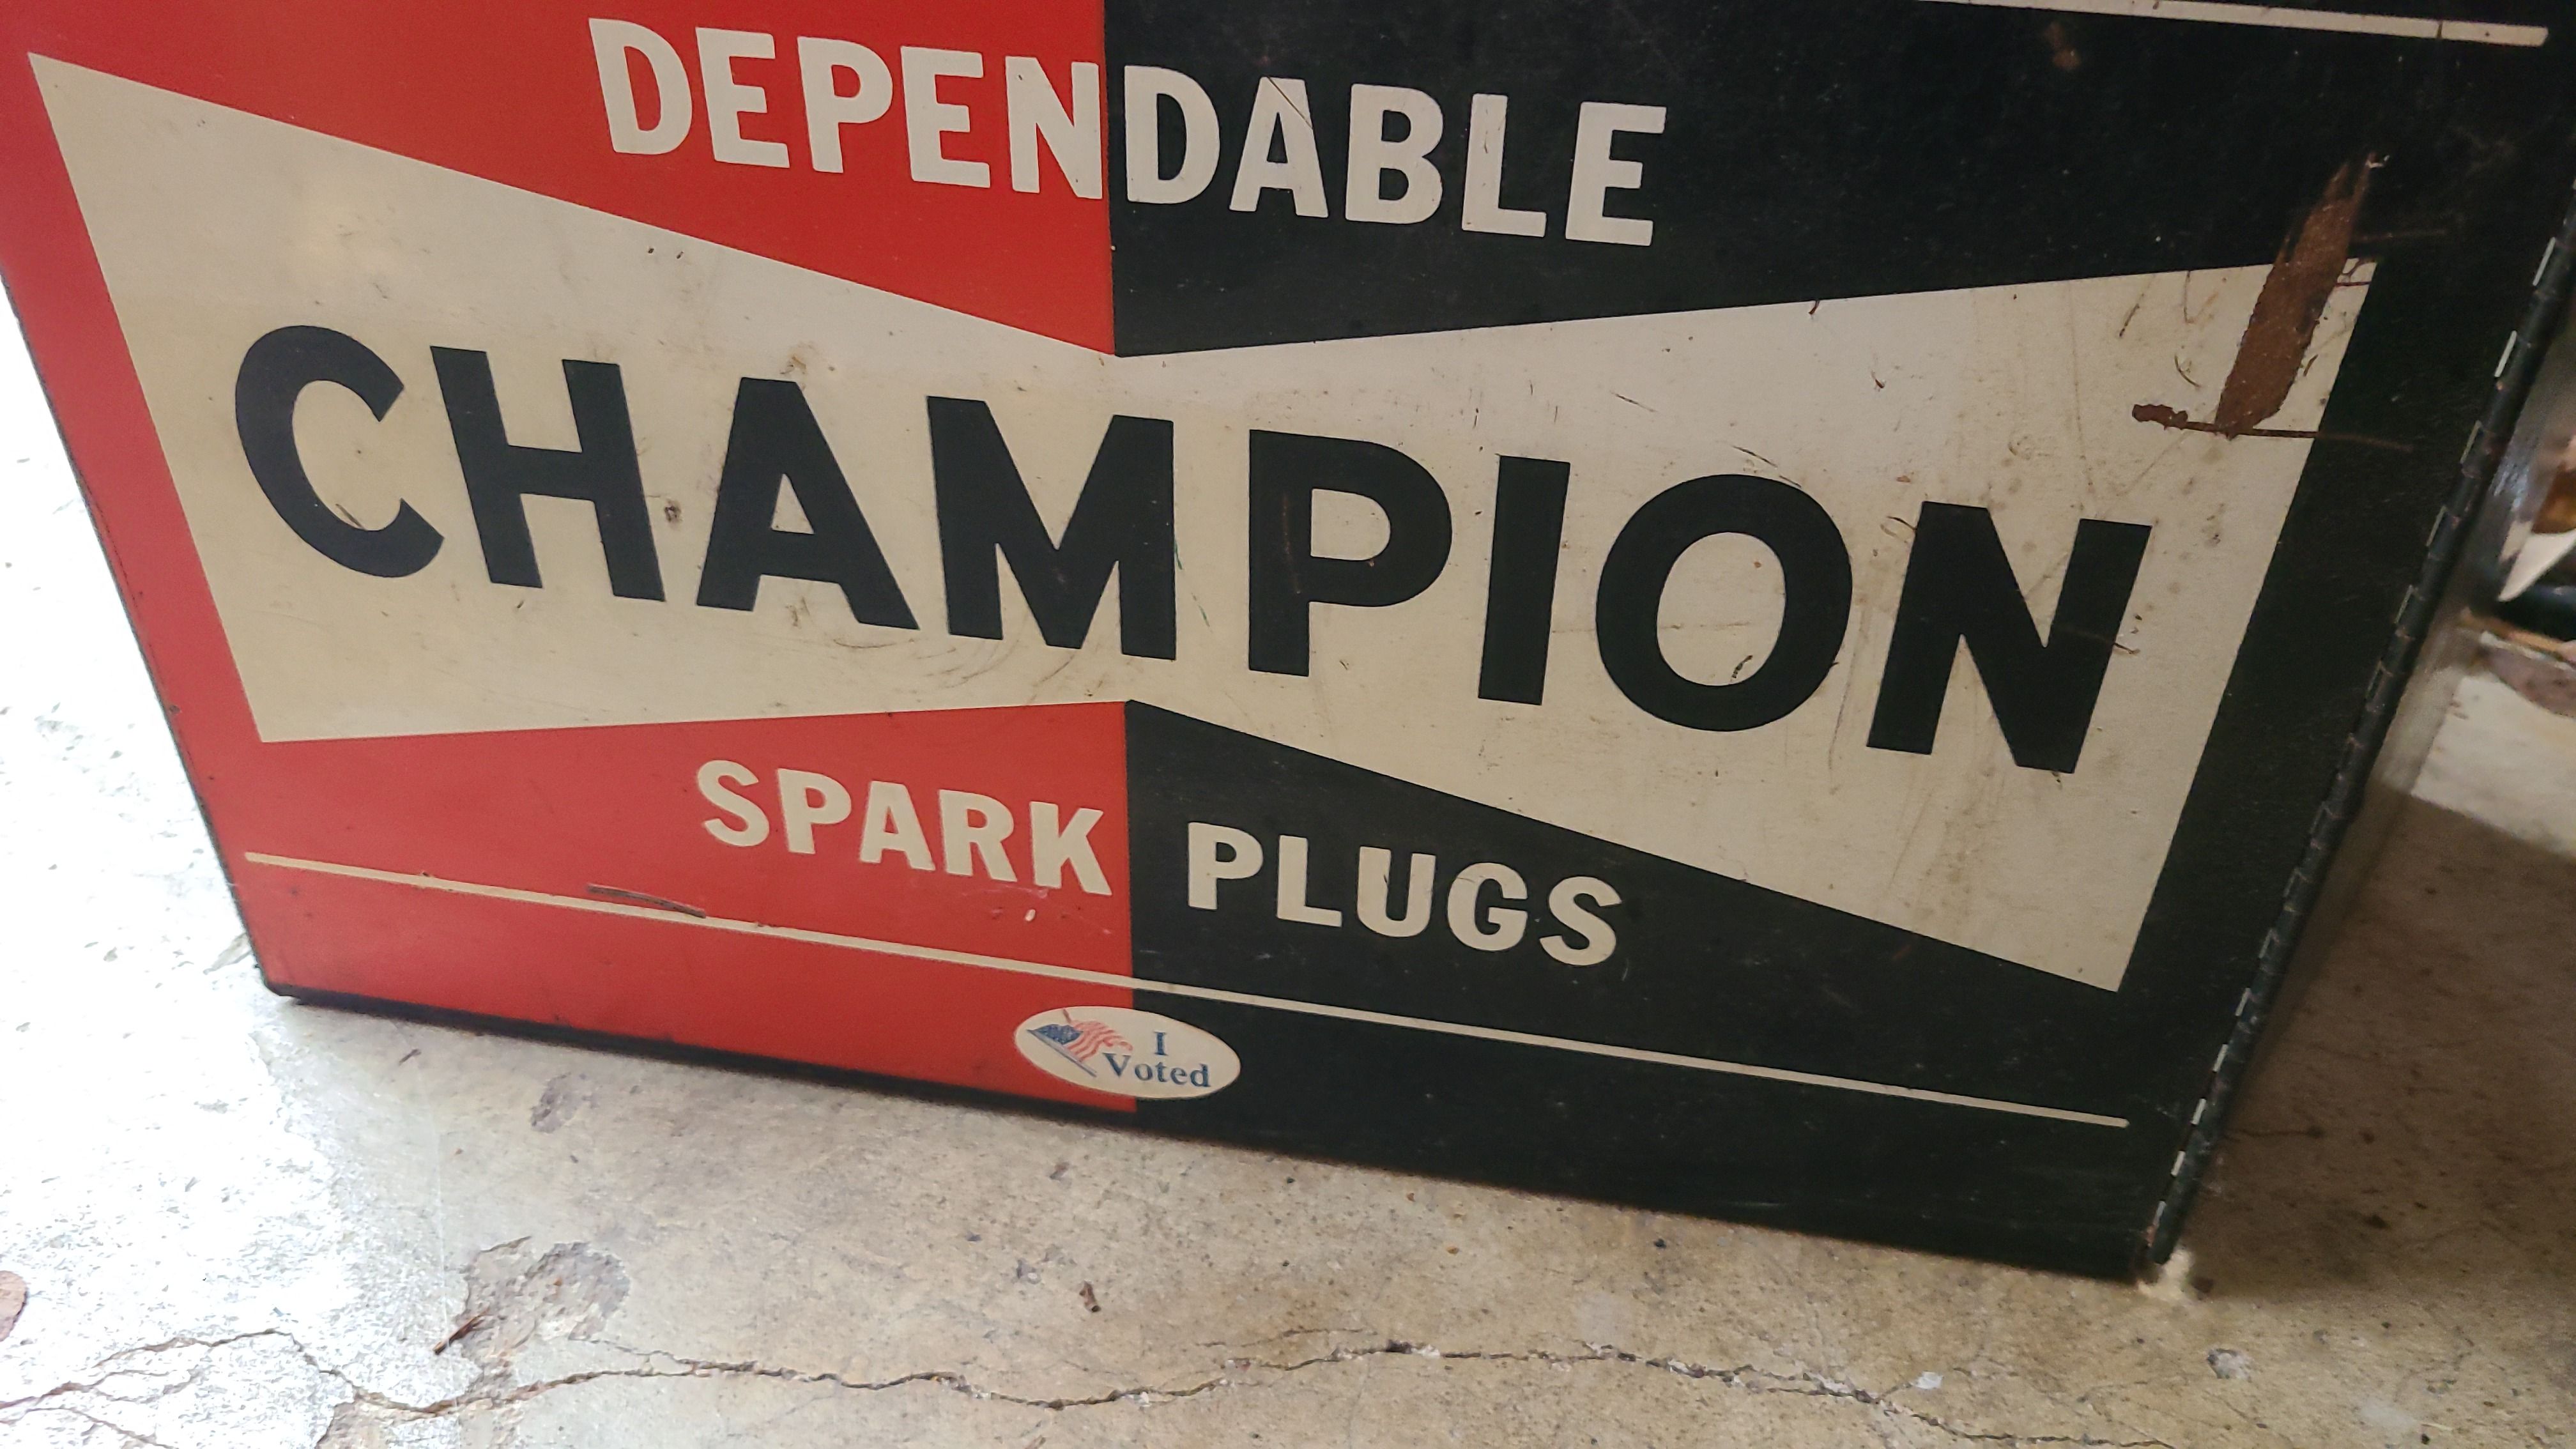 DEPENDABLE
CHAMPION
SPARK PLUGS
I
Voted